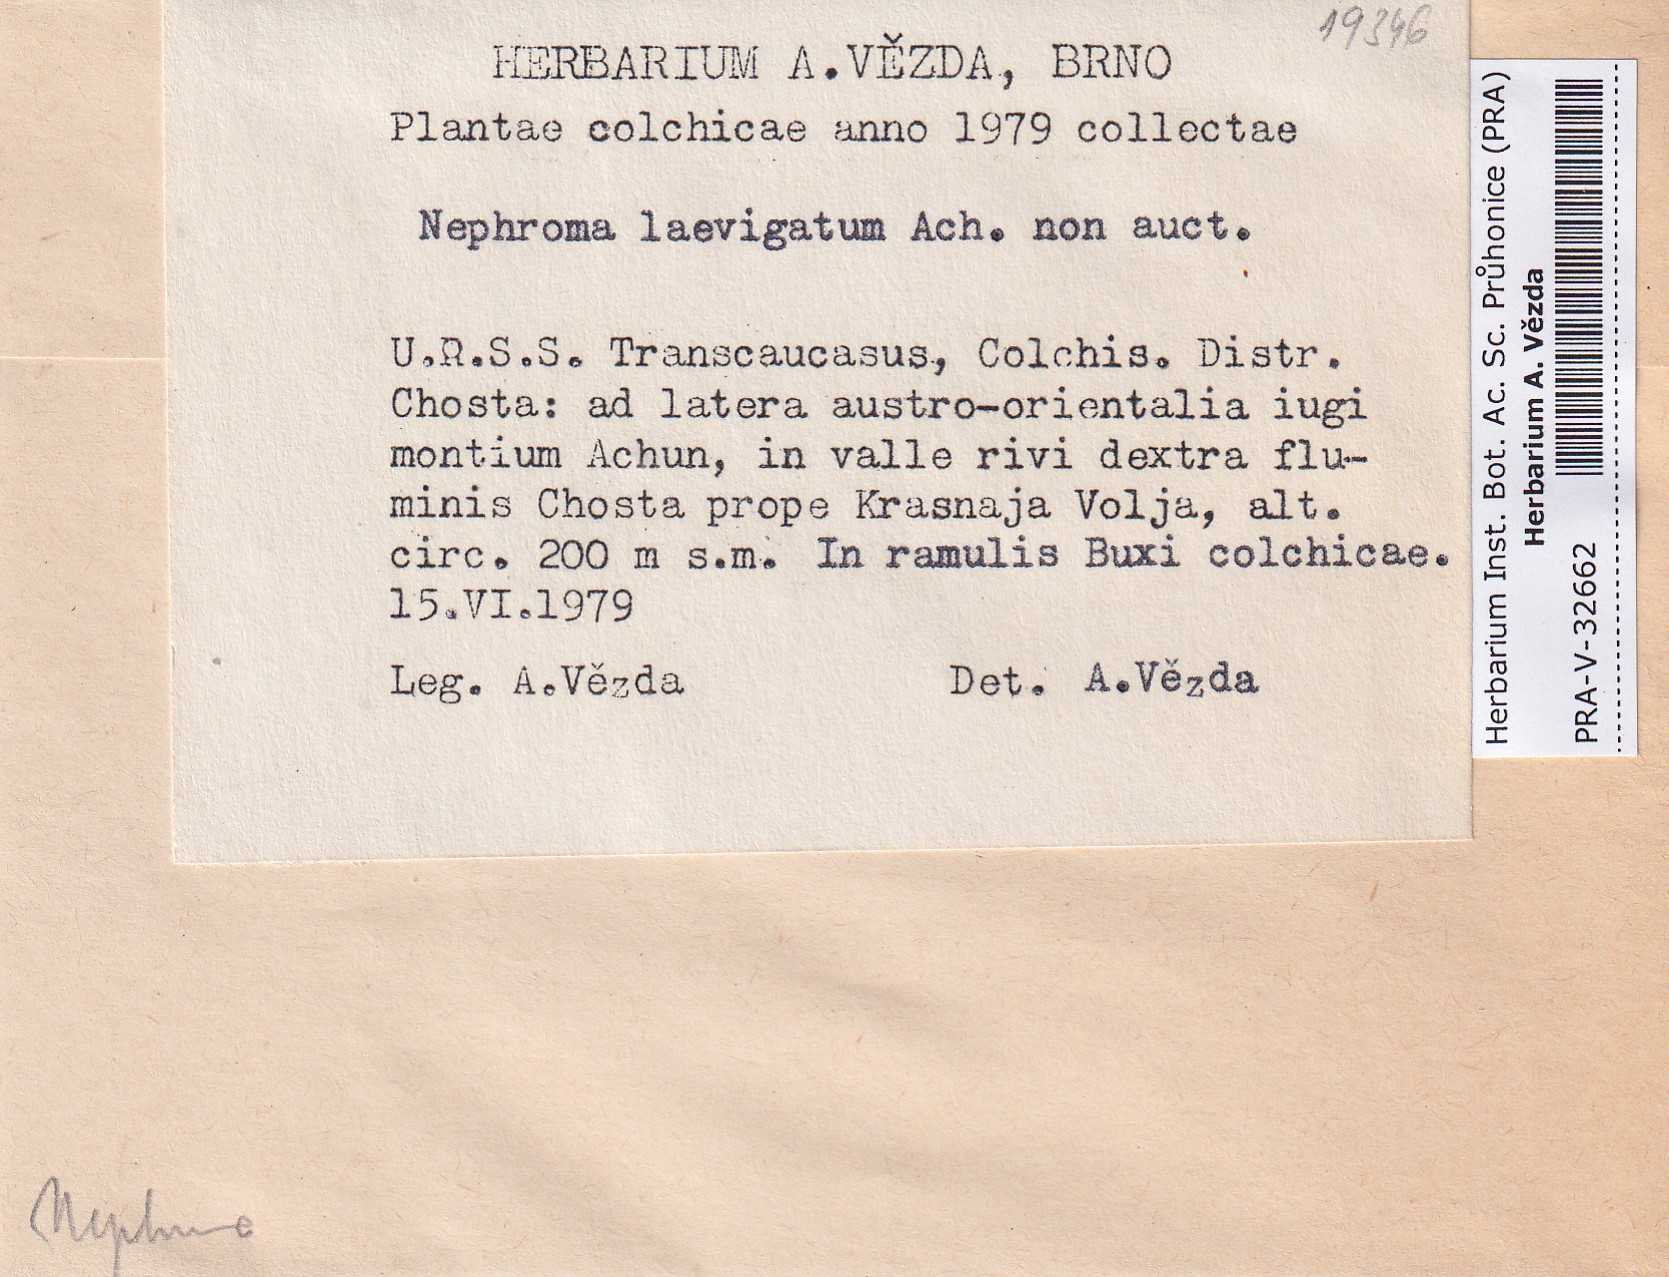 19346
HERBARIUM A.VĚZDA, BRNO
Plantae colchicae anno 1979 collectae
Nephroma laevigatum Ach. non auct.
U.R.S.S. Transcaucasus, Colchis. Distr.
Chosta: ad latera austro-orientalia iugi
montium Achun, in valle rivi dextra flu-
minis Chosta prope Krasnaja Volja, alt.
circ. 200 m s.m. In ramulis Buxi colchicae.
15.VI.1979
Leg. A.Vězda Det. A.Vězda
Herbarium Inst. Bot. Ac. Sc. Průhonice (PRA)
Herbarium A. Vězda
PRA-V-32662